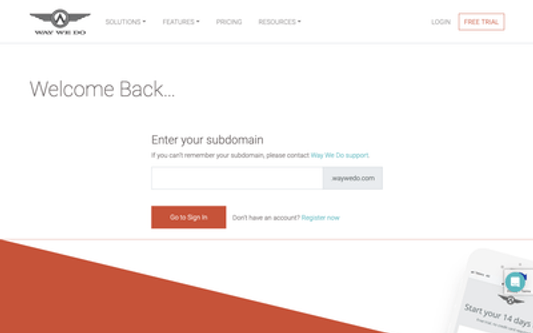 WAY WE DO
SOLUTIONS FEATURES PRICING RESOURCES LOGIN FREE TRIAL
Welcome Back...
Enter your subdomain
If you can't remember your subdomain, please contact Way We Do support.
.waywedo.com
Go to Sign In Don't have an account? Register now
Start your 14 days